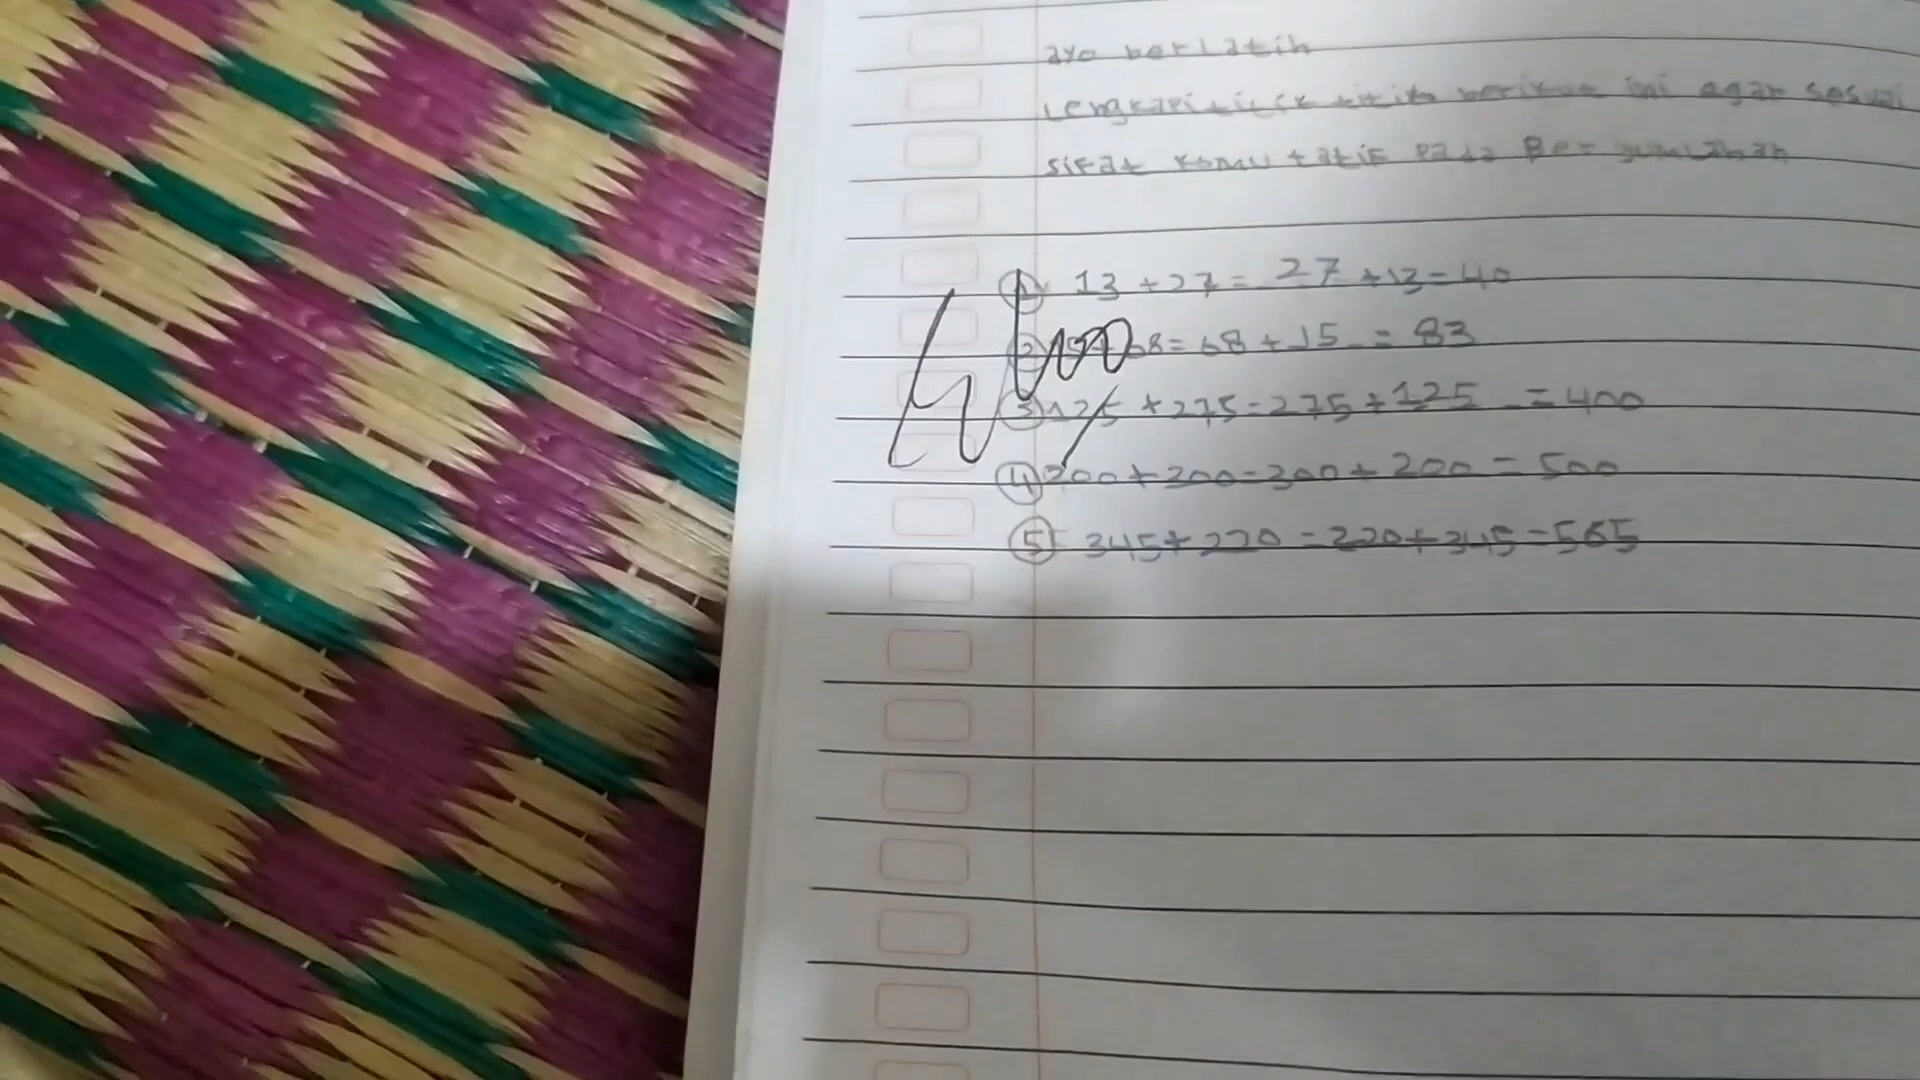 ayo berlatih
Lengkapi titik titik berikut ini agar sesuai
sifat komutatif pada Penjumlahan
1 13 + 27 = 27 + 13 = 40
2 68 = 68 + 15 = 83
3) 125 + 275 = 275 + 125 = 400
4) 200 + 300 = 300 + 200 = 500
5 345 + 220 = 220 + 345 = 565